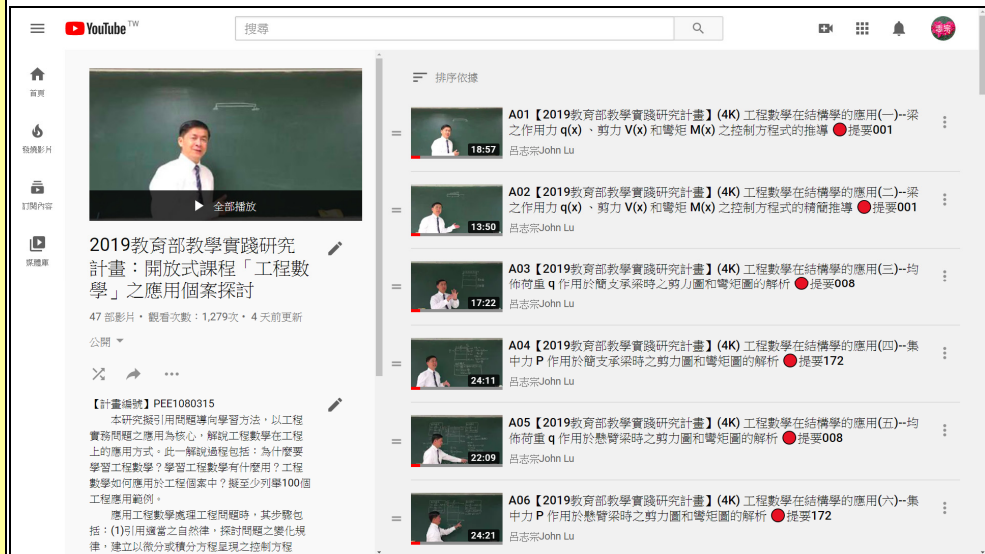 YouTube TW
搜尋
首頁
發燒影片
訂閱內容
媒體庫
全部播放
2019教育部教學實踐研究
計畫：開放式課程「工程數
學」之應用個案探討
47 部影片・觀看次數：1,279次・4 天前更新
公開
【計畫編號】PEE1080315
本研究擬引用問題導向學習方法，以工程
實務問題之應用為核心，解說工程數學在工程
上的應用方式。此一解說過程包括：為什麼要
學習工程數學？學習工程數學有什麼用？工程
數學如何應用於工程個案中？擬至少列舉100個
工程應用範例。
應用工程數學處理工程問題時，其步驟包
括：(1)引用適當之自然律，探討問題之變化規
律，建立以微分或積分方程呈現之控制方程
排序依據
18:57
A01【2019教育部教學實踐研究計畫】(4K) 工程數學在結構學的應用(一)--梁
之作用力 q(x) 、剪力 V(x) 和彎矩 M(x) 之控制方程式的推導 🔴提要001
呂志宗John Lu
13:50
A02【2019教育部教學實踐研究計畫】(4K) 工程數學在結構學的應用(二)--梁
之作用力 q(x) 、剪力 V(x) 和彎矩 M(x) 之控制方程式的精簡推導 🔴提要001
呂志宗John Lu
17:22
A03【2019教育部教學實踐研究計畫】(4K) 工程數學在結構學的應用(三)--均
佈荷重 q 作用於簡支承梁時之剪力圖和彎矩圖的解析 🔴提要008
呂志宗John Lu
24:11
A04【2019教育部教學實踐研究計畫】(4K) 工程數學在結構學的應用(四)--集
中力 P 作用於簡支承梁時之剪力圖和彎矩圖的解析 🔴提要172
呂志宗John Lu
22:09
A05【2019教育部教學實踐研究計畫】(4K) 工程數學在結構學的應用(五)--均
佈荷重 q 作用於懸臂梁時之剪力圖和彎矩圖的解析 🔴提要008
呂志宗John Lu
24:21
A06【2019教育部教學實踐研究計畫】(4K) 工程數學在結構學的應用(六)--集
中力 P 作用於懸臂梁時之剪力圖和彎矩圖的解析 🔴提要172
呂志宗John Lu